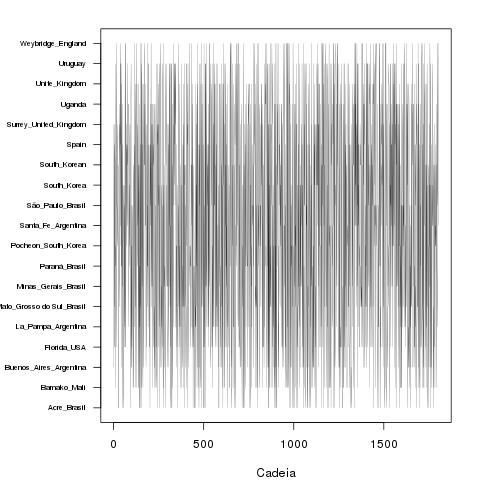 Weybridge_England
Uruguay
Unite_Kingdom
Uganda
Surrey_United_Kingdom
Spain
South_Korean
South_Korea
São_Paulo_Brasil
Santa_Fe_Argentina
Pocheon_South_Korea
Paraná_Brasil
Minas_Gerais_Brasil
Mato_Grosso do Sul_Brasil
La_Pampa_Argentina
Florida_USA
Buenos_Aires_Argentina
Bamako_Mali
Acre_Brasil
0 500 1000 1500
Cadeia